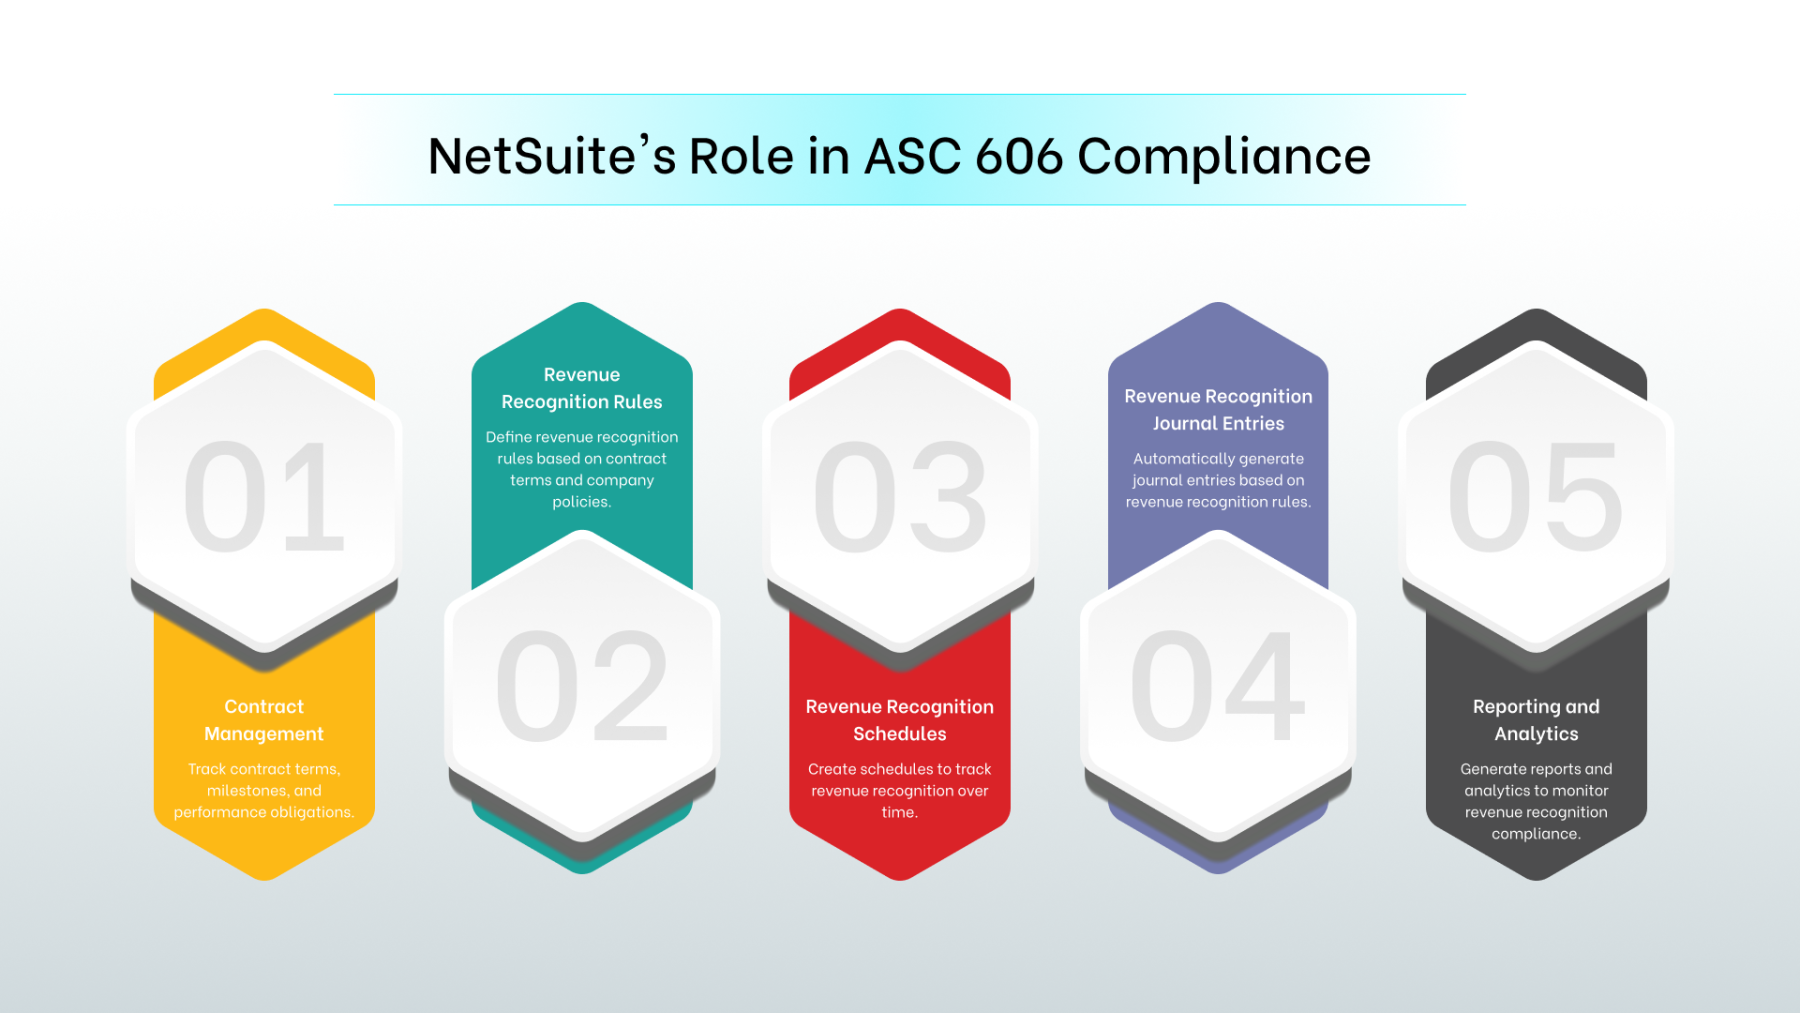 NetSuite's Role in ASC 606 Compliance
01
Contract
Management
Track contract terms,
milestones, and
performance obligations.
Revenue
Recognition Rules
Define revenue recognition
rules based on contract
terms and company
policies.
02
03
Revenue Recognition
Schedules
Create schedules to track
revenue recognition over
time.
Revenue Recognition
Journal Entries
Automatically generate
journal entries based on
revenue recognition rules.
04
05
Reporting and
Analytics
Generate reports and
analytics to monitor
revenue recognition
compliance.